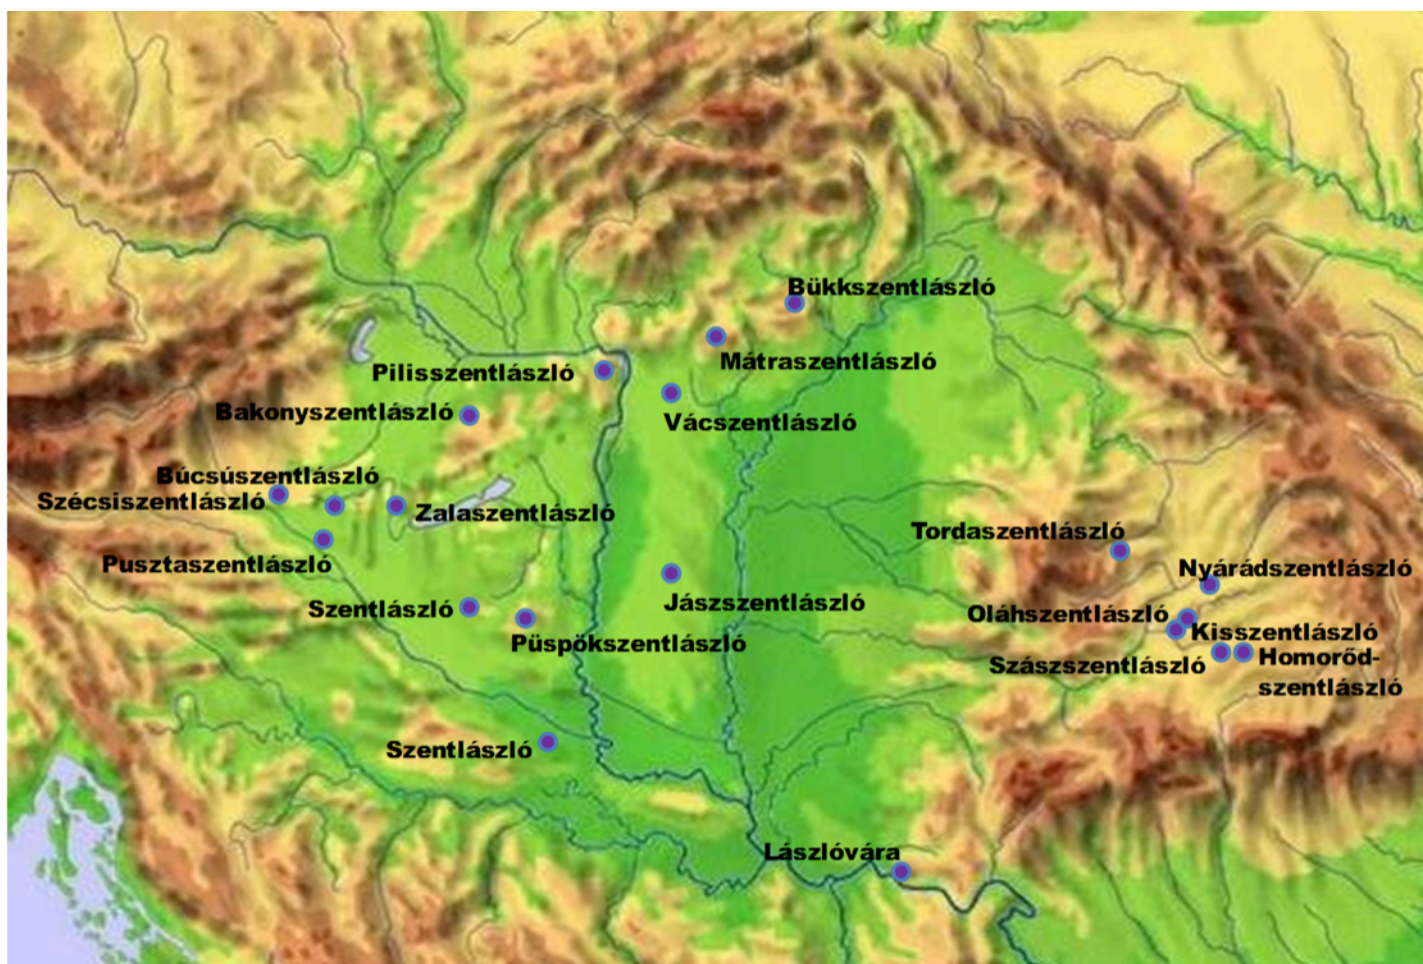 Bükkszentlászló
Mátraszentlászló
Pilisszentlászló
Bakonyszentlászló
Vácszentlászló
Búcsúszentlászló
Szécsiszentlászló
Zalaszentlászló
Tordaszentlászló
Pusztaszentlászló
Nyárádszentlászló
Szentlászló
Jászszentlászló
Oláhszentlászló
Kisszentlászló
Püspökszentlászló
Szászszentlászló
Homorőd-
szentlászló
Szentlászló
Lászlóvára